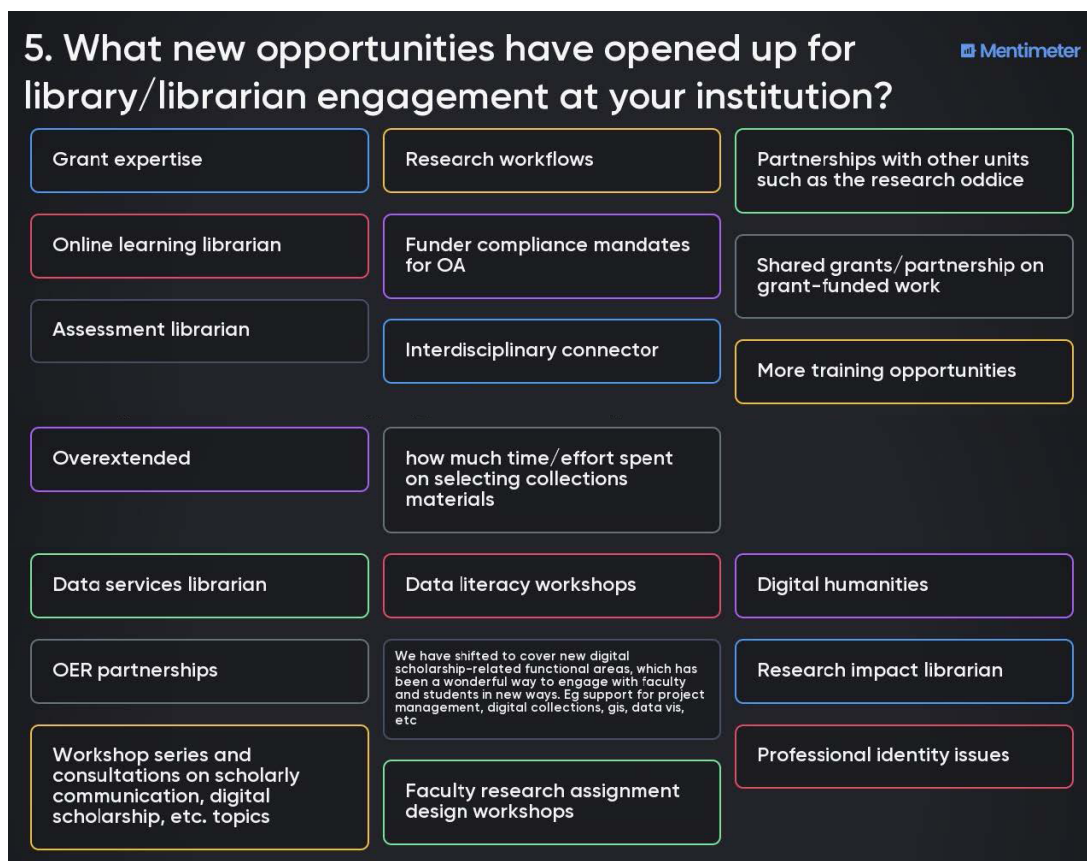 5. What new opportunities have opened up for
library/librarian engagement at your institution?
Mentimeter
Grant expertise
Research workflows
Partnerships with other units
such as the research oddice
Online learning librarian
Funder compliance mandates
for OA
Shared grants/partnership on
grant-funded work
Assessment librarian
Interdisciplinary connector
More training opportunities
Overextended
how much time/effort spent
on selecting collections
materials
Data services librarian
Data literacy workshops
Digital humanities
OER partnerships
We have shifted to cover new digital
scholarship-related functional areas, which has
been a wonderful way to engage with faculty
and students in new ways. Eg support for project
management, digital collections, gis, data vis,
etc
Research impact librarian
Workshop series and
consultations on scholarly
communication, digital
scholarship, etc. topics
Faculty research assignment
design workshops
Professional identity issues